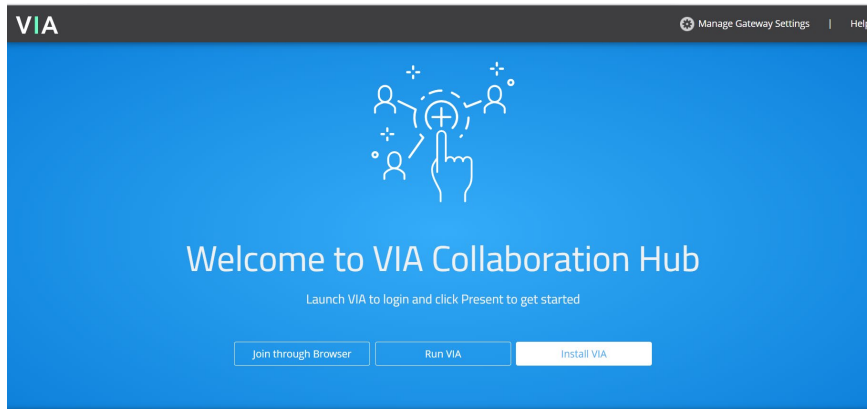 VIA
Manage Gateway Settings | Help
Welcome to VIA Collaboration Hub
Launch VIA to login and click Present to get started
Join through Browser
Run VIA
Install VIA